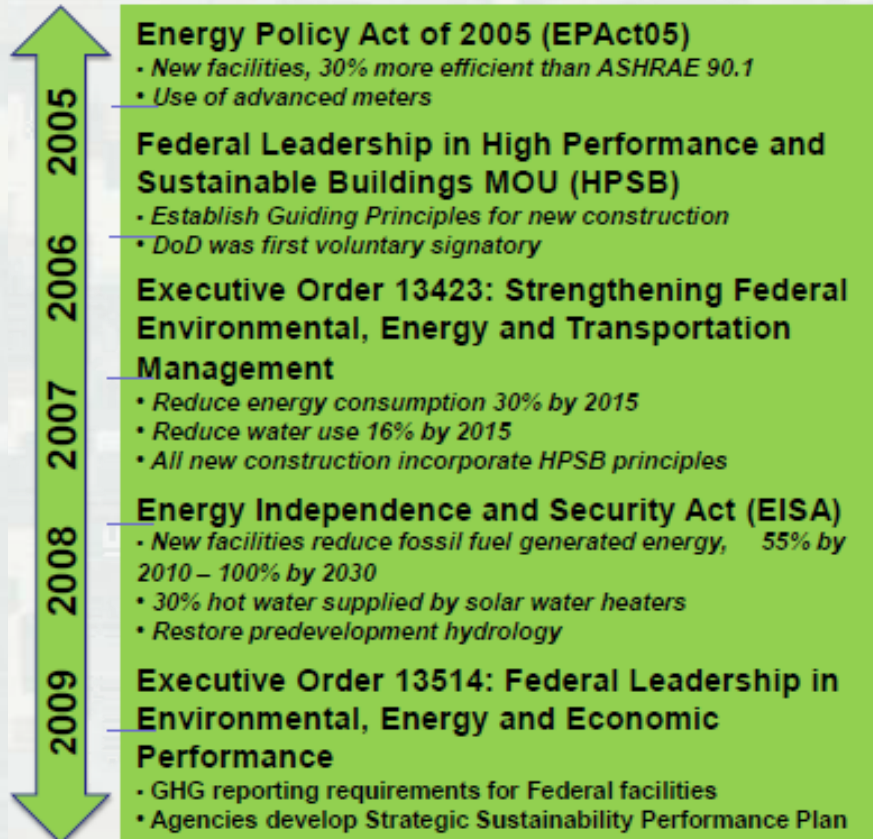 Energy Policy Act of 2005 (EPAct05)
- New facilities, 30% more efficient than ASHRAE 90.1
• Use of advanced meters
2005
Federal Leadership in High Performance and
Sustainable Buildings MOU (HPSB)
- Establish Guiding Principles for new construction
• DoD was first voluntary signatory
2006
Executive Order 13423: Strengthening Federal
Environmental, Energy and Transportation
Management
• Reduce energy consumption 30% by 2015
• Reduce water use 16% by 2015
• All new construction incorporate HPSB principles
2007
Energy Independence and Security Act (EISA)
- New facilities reduce fossil fuel generated energy, 55% by
2010 – 100% by 2030
• 30% hot water supplied by solar water heaters
• Restore predevelopment hydrology
2008
Executive Order 13514: Federal Leadership in
Environmental, Energy and Economic
Performance
- GHG reporting requirements for Federal facilities
• Agencies develop Strategic Sustainability Performance Plan
2009